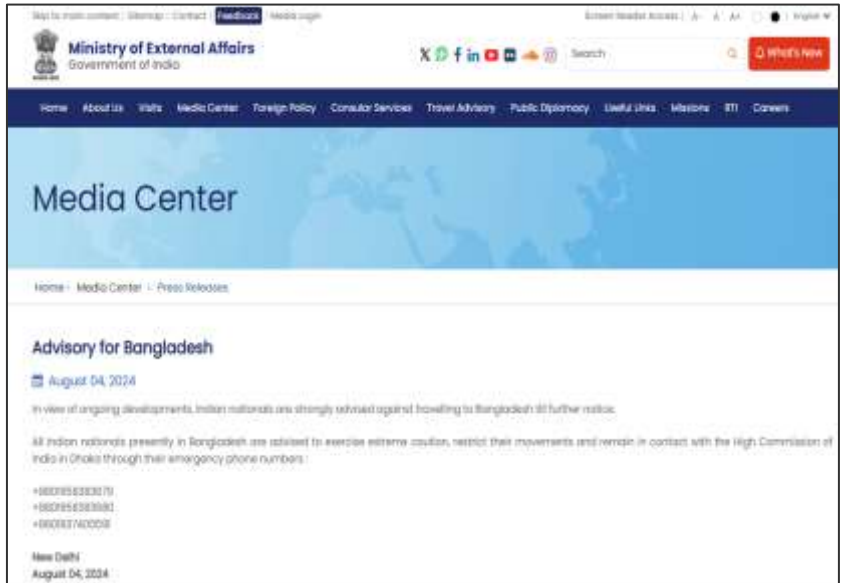 Skip to main content | Sitemap | Contact | Feedback | Media Login
Screen Reader Access | A- A A+ | English
Ministry of External Affairs
Government of India
Search
What's New
Home About Us Visits Media Center Foreign Policy Consular Services Travel Advisory Public Diplomacy Useful Links Missions RTI Careers
Media Center
Home › Media Center › Press Releases
Advisory for Bangladesh
August 04, 2024
In view of ongoing developments, Indian nationals are strongly advised against travelling to Bangladesh till further notice.
All Indian nationals presently in Bangladesh are advised to exercise extreme caution, restrict their movements and remain in contact with the High Commission of
India in Dhaka through their emergency phone numbers :
New Delhi
August 04, 2024